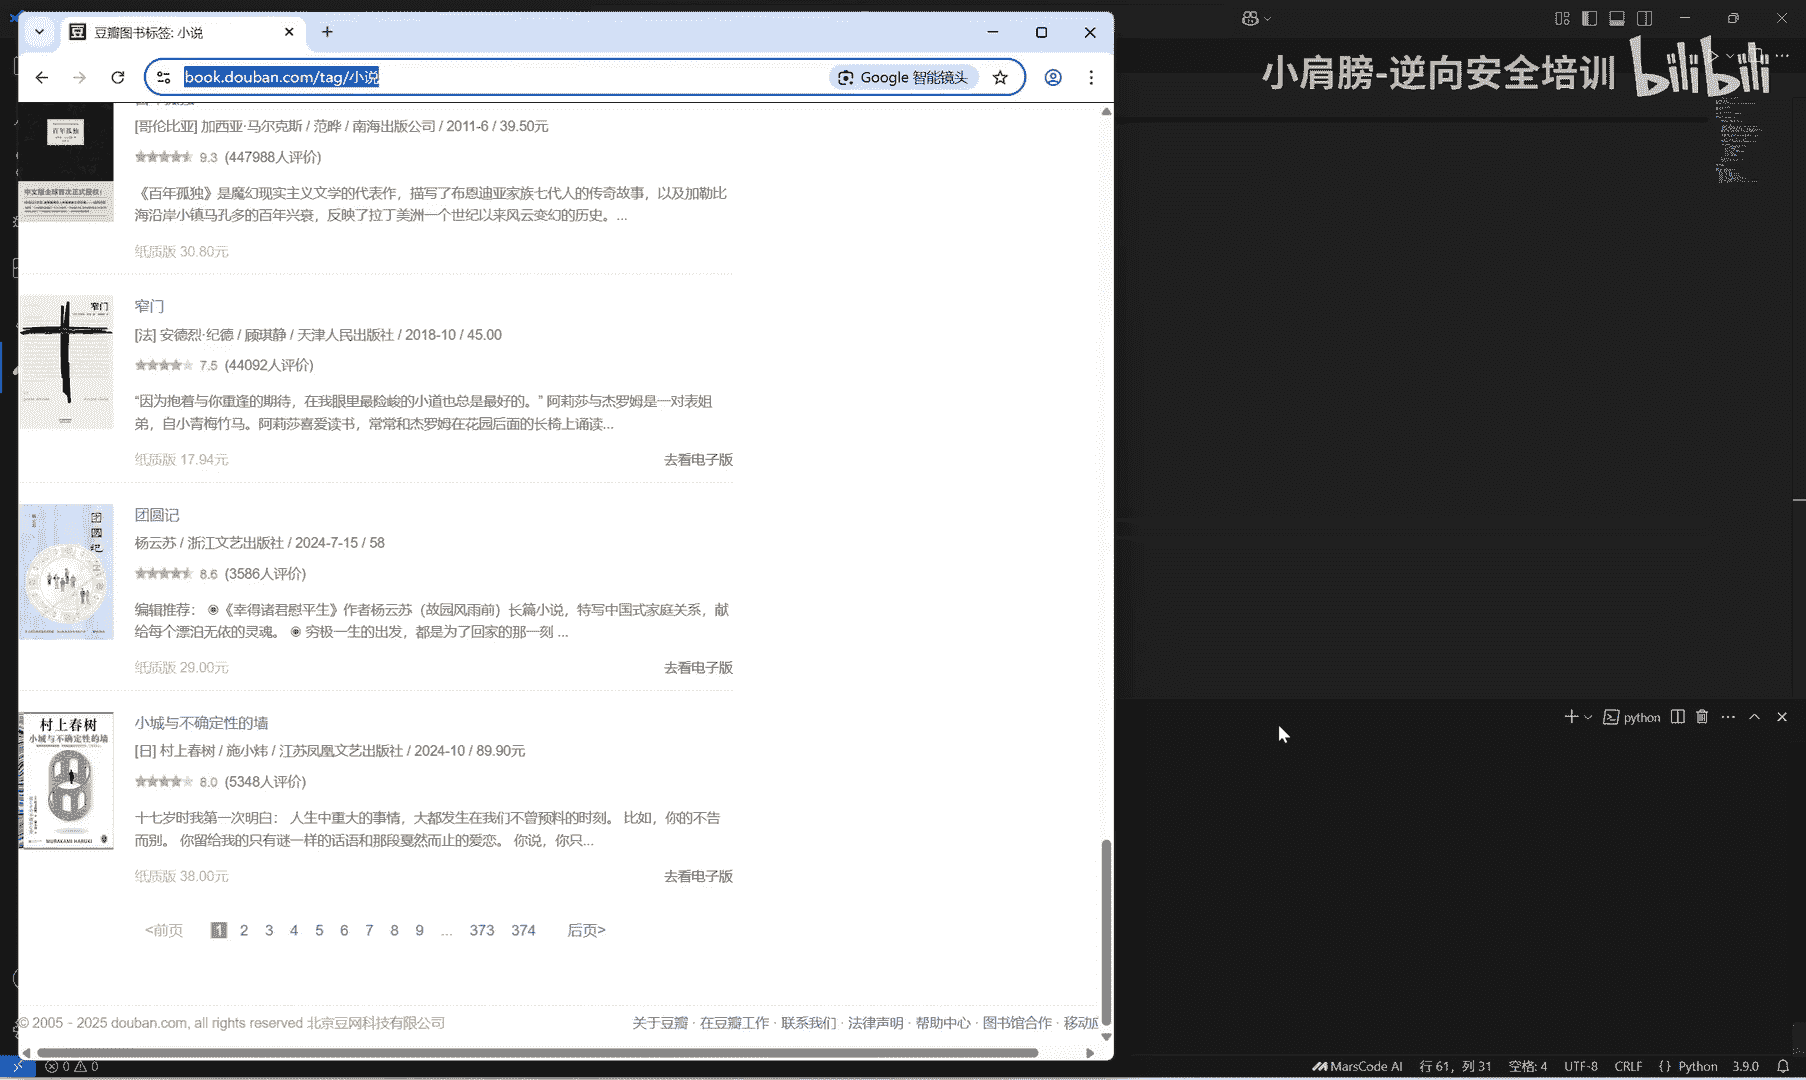 豆瓣图书标签: 小说
book.douban.com/tag/小说
Google 智能镜头
小肩膀-逆向安全培训
bilibili
百年孤独
[哥伦比亚] 加西亚·马尔克斯 / 范晔 / 南海出版公司 / 2011-6 / 39.50元
9.3 (447988人评价)
《百年孤独》是魔幻现实主义文学的代表作，描写了布恩迪亚家族七代人的传奇故事，以及加勒比
海沿岸小镇马孔多的百年兴衰，反映了拉丁美洲一个世纪以来风云变幻的历史。...
纸质版 30.80元
窄门
窄门
[法] 安德烈·纪德 / 顾琪静 / 天津人民出版社 / 2018-10 / 45.00
7.5 (44092人评价)
“因为抱着与你重逢的期待，在我眼里最险峻的小道也总是最好的。” 阿莉莎与杰罗姆是一对表姐
弟，自小青梅竹马。阿莉莎喜爱读书，常常和杰罗姆在花园后面的长椅上诵读...
纸质版 17.94元
去看电子版
团圆记
团圆记
杨云苏 / 浙江文艺出版社 / 2024-7-15 / 58
8.6 (3586人评价)
编辑推荐： ◉《幸得诸君慰平生》作者杨云苏（故园风雨前）长篇小说，特写中国式家庭关系，献
给每个漂泊无依的灵魂。 ◉ 穷极一生的出发，都是为了回家的那一刻 ...
纸质版 29.00元
去看电子版
村上春树
小城与不确定性的墙
MURAKAMI HARUKI
小城与不确定性的墙
[日] 村上春树 / 施小炜 / 江苏凤凰文艺出版社 / 2024-10 / 89.90元
8.0 (5348人评价)
十七岁时我第一次明白： 人生中重大的事情，大都发生在我们不曾预料的时刻。 比如，你的不告
而别。 你留给我的只有谜一样的话语和那段戛然而止的爱恋。 你说，你只...
纸质版 38.00元
去看电子版
<前页 1 2 3 4 5 6 7 8 9 ... 373 374 后页>
© 2005 - 2025 douban.com, all rights reserved 北京豆网科技有限公司
关于豆瓣 · 在豆瓣工作 · 联系我们 · 法律声明 · 帮助中心 · 图书馆合作 · 移动应
python
0 0
MarsCode AI 行 61，列 31 空格: 4 UTF-8 CRLF {} Python 3.9.0